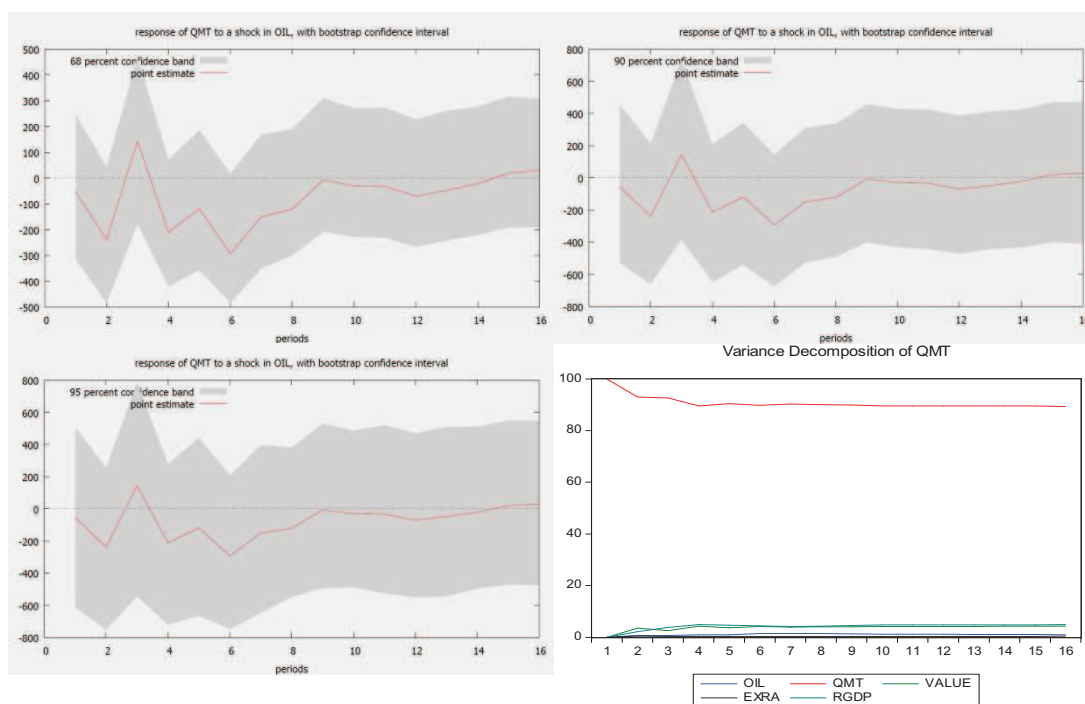 response of QMT to a shock in OIL, with bootstrap confidence interval
68 percent confidence band
point estimate
500
400
300
200
100
0
-100
-200
-300
-400
-500
0 2 4 6 8 10 12 14 16
periods
response of QMT to a shock in OIL, with bootstrap confidence interval
90 percent confidence band
point estimate
800
600
400
200
0
-200
-400
-600
-800
0 2 4 6 8 10 12 14 16
periods
response of QMT to a shock in OIL, with bootstrap confidence interval
95 percent confidence band
point estimate
800
600
400
200
0
-200
-400
-600
-800
0 2 4 6 8 10 12 14 16
periods
Variance Decomposition of QMT
100
80
60
40
20
0
1 2 3 4 5 6 7 8 9 10 11 12 13 14 15 16
OIL QMT VALUE
EXRA RGDP